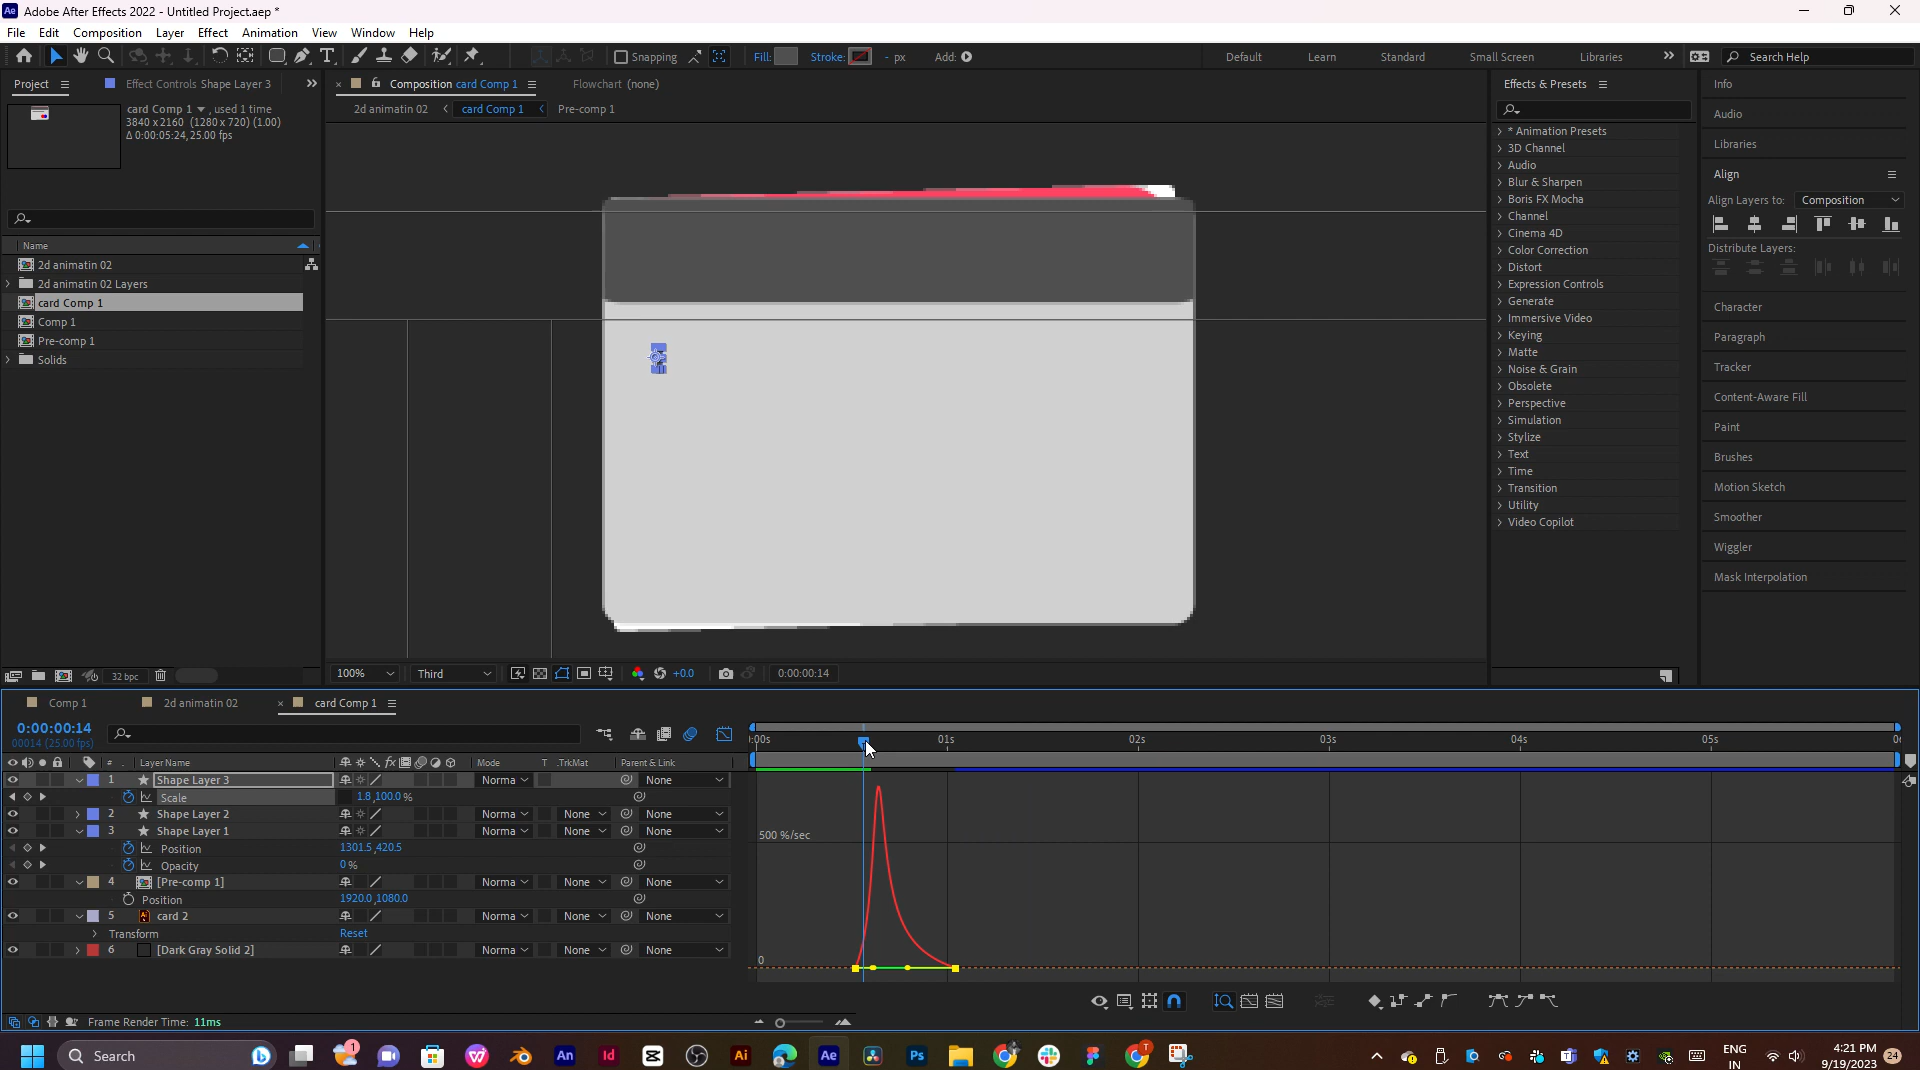 Adobe After Effects 2022 - Untitled Project.aep *
File Edit Composition Layer Effect Animation View Window Help
Snapping Fill: Stroke: - px Add: Default Learn Standard Small Screen Libraries Search Help
Project Effect Controls Shape Layer 3 Composition card Comp 1 Flowchart (none) Effects & Presets Info
card Comp 1 , used 1 time
3840 x2160 (1280 x 720) (1.00)
Δ 0:00:05:24, 25.00 fps
2d animatin 02 card Comp 1 Pre-comp 1
Name
2d animatin 02
2d animatin 02 Layers
card Comp 1
Comp 1
Pre-comp 1
Solids
32 bpc
100% Third +0.0 0:00:00:14
* Animation Presets
3D Channel
Audio
Blur & Sharpen
Boris FX Mocha
Channel
Cinema 4D
Color Correction
Distort
Expression Controls
Generate
Immersive Video
Keying
Matte
Noise & Grain
Obsolete
Perspective
Simulation
Stylize
Text
Time
Transition
Utility
Video Copilot
Audio
Libraries
Align
Align Layers to: Composition
Distribute Layers:
Character
Paragraph
Tracker
Content-Aware Fill
Paint
Brushes
Motion Sketch
Smoother
Wiggler
Mask Interpolation
Comp 1 2d animatin 02 card Comp 1
0:00:00:14
00014 (25.00 fps)
:00s 01s 02s 03s 04s 05s
# Layer Name fx Mode T .TrkMat Parent & Link
1 Shape Layer 3 Norma None
Scale 1.8,100.0 %
2 Shape Layer 2 Norma None None
3 Shape Layer 1 Norma None None
Position 1301.5,420.5
Opacity 0 %
4 [Pre-comp 1] Norma None None
Position 1920.0,1080.0
5 card 2 Norma None None
Transform Reset
6 [Dark Gray Solid 2] Norma None None
500 %/sec
0
Frame Render Time: 11ms
Search ENG IN 4:21 PM 9/19/2023 24